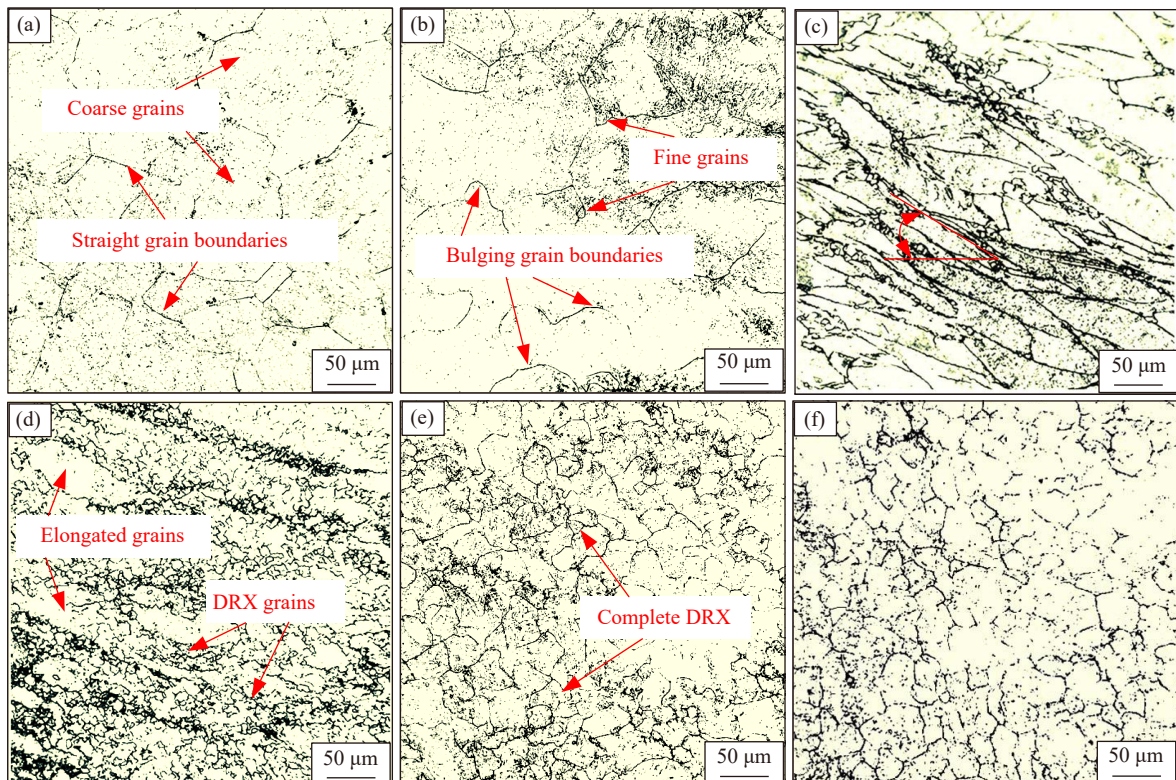 (a)
Coarse grains
Straight grain boundaries
50 μm
(b)
Fine grains
Bulging grain boundaries
50 μm
(c)
50 μm
(d)
Elongated grains
DRX grains
50 μm
(e)
Complete DRX
50 μm
(f)
50 μm